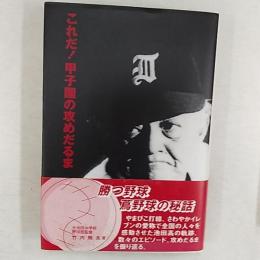 これだ!甲子園の攻めだるま
D
勝つ野球
蔦野球の秘話
やまびこ打線、さわやかイレ
ブンの愛称で全国の人々を
感動させた池田高の軌跡、
数々のエピソード。攻めだるま
を振り返る。